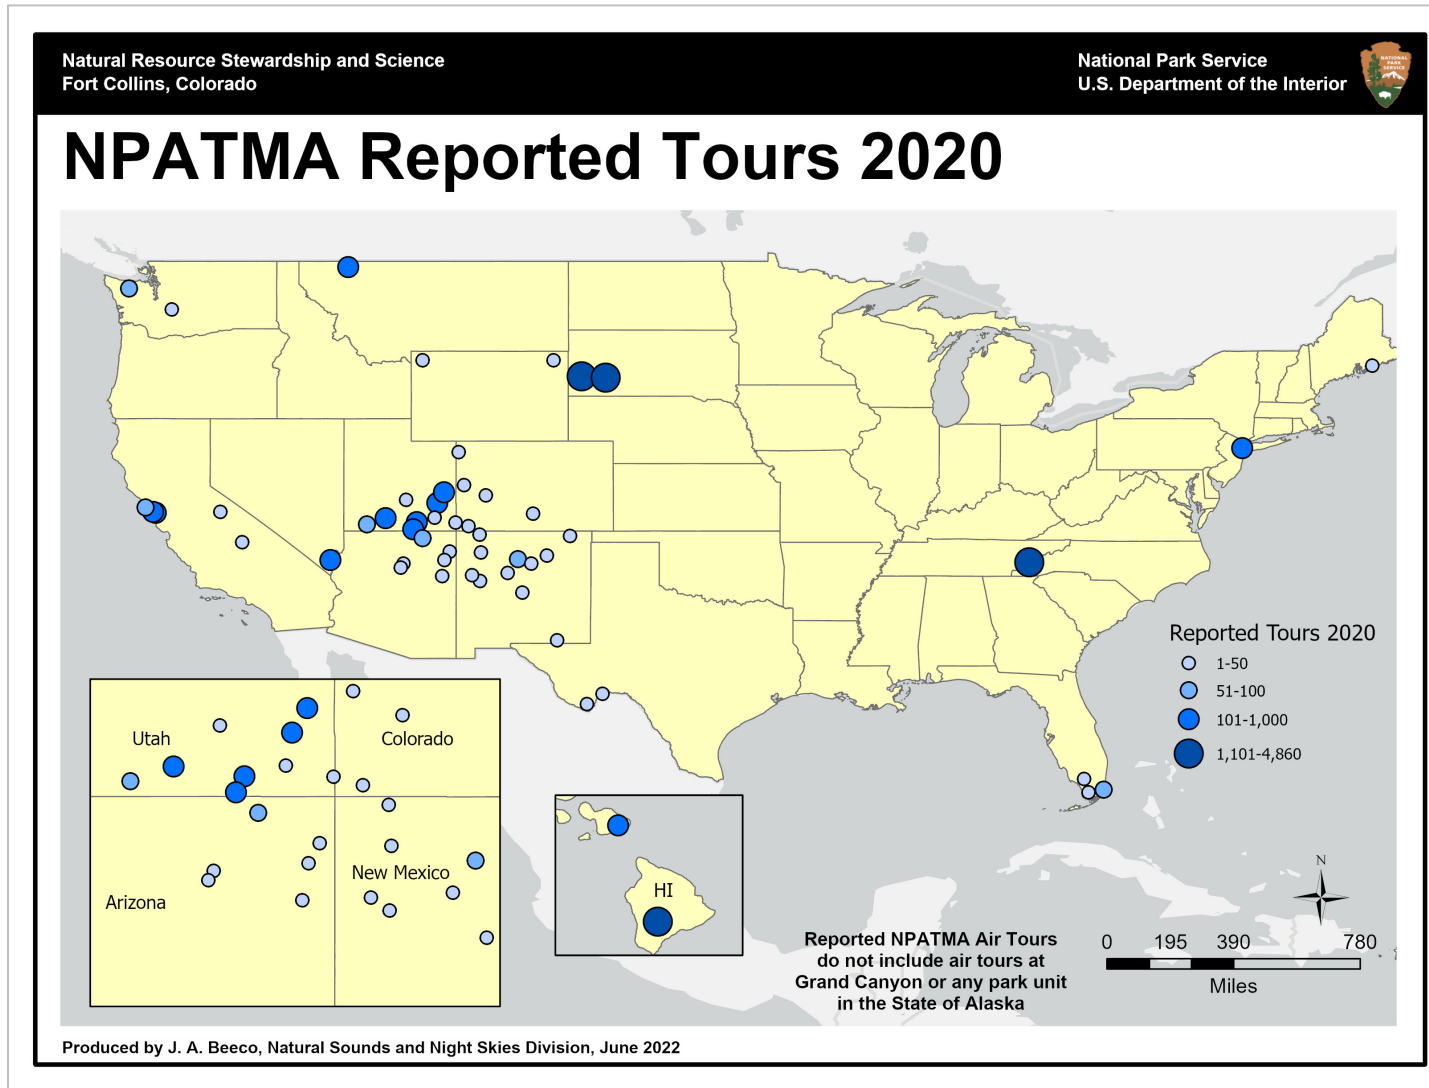 Natural Resource Stewardship and Science
Fort Collins, Colorado
National Park Service
U.S. Department of the Interior
NATIONAL
PARK
SERVICE
NPATMA Reported Tours 2020
Reported Tours 2020
1-50
51-100
101-1,000
1,101-4,860
Utah
Colorado
Arizona
New Mexico
HI
Reported NPATMA Air Tours
do not include air tours at
Grand Canyon or any park unit
in the State of Alaska
N
0 195 390 780
Miles
Produced by J. A. Beeco, Natural Sounds and Night Skies Division, June 2022